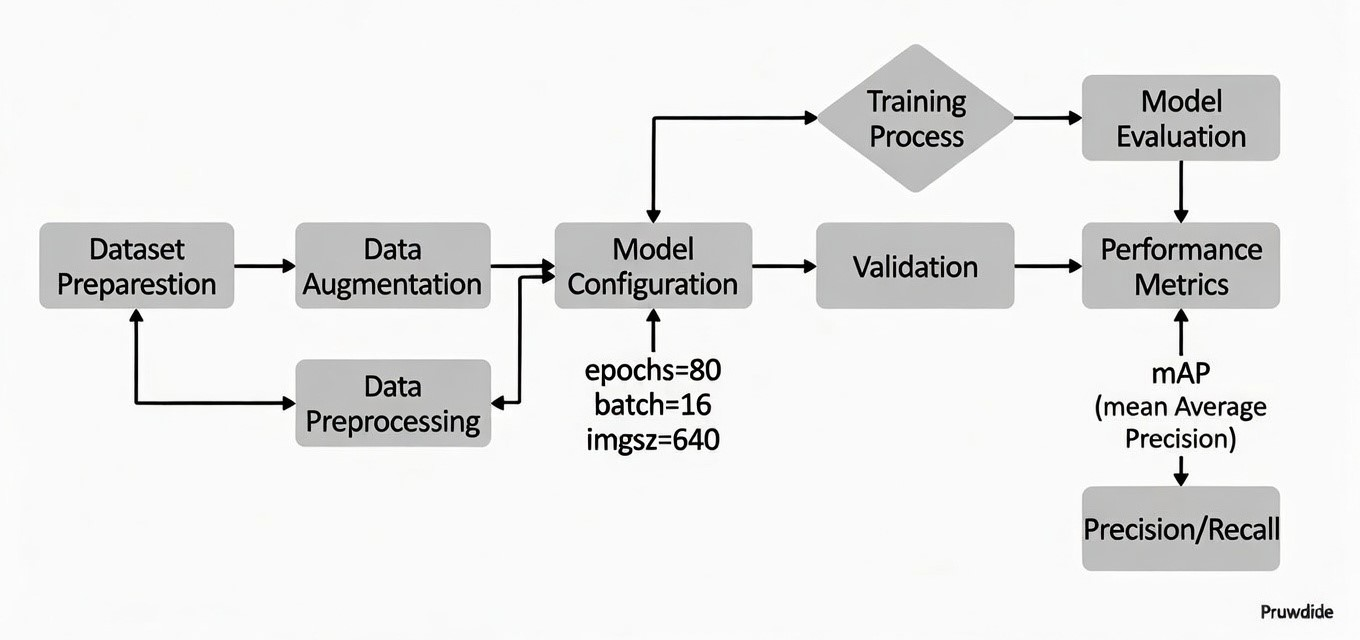 Training
Process
Model
Evaluation
Dataset
Preparestion
Data
Augmentation
Model
Configuration
Validation
Performance
Metrics
Data
Preprocessing
epochs=80
batch=16
imgsz=640
mAP
(mean Average
Precision)
Precision/Recall
Pruwdide